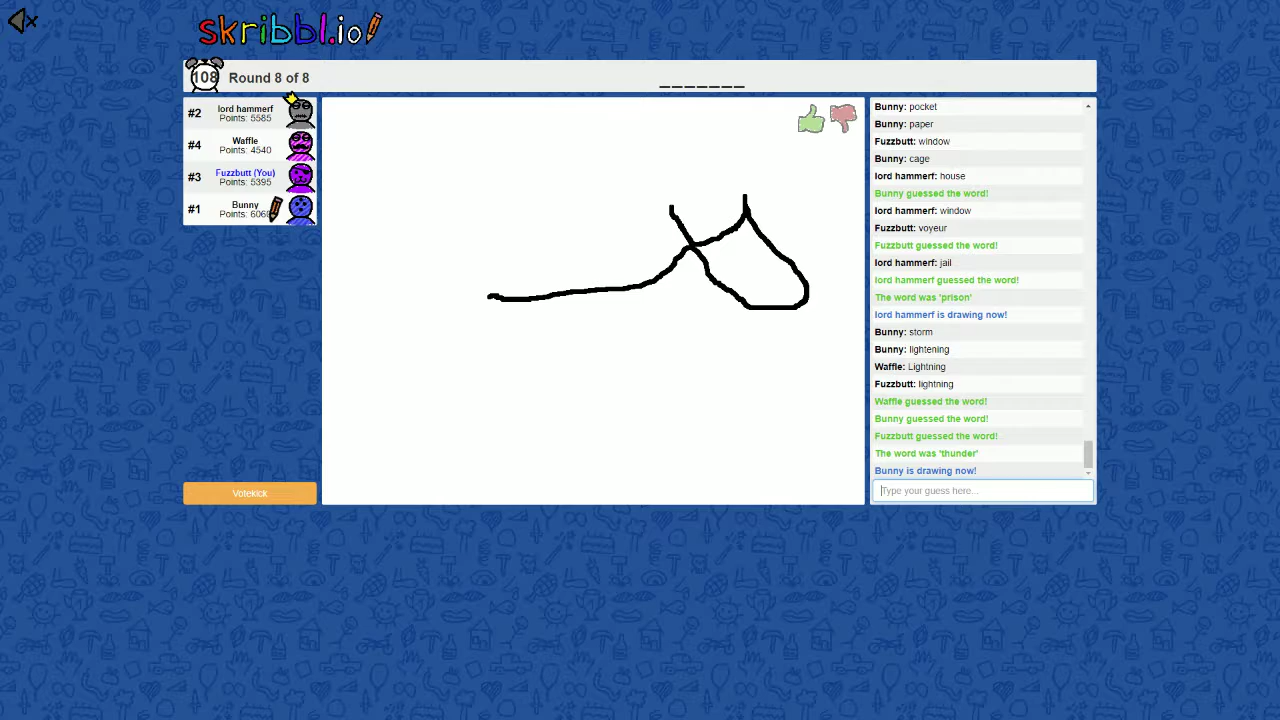 skribbl.io
108
Round 8 of 8
_______
#2
lord hammerf
Points: 5585
#4
Waffle
Points: 4540
#3
Fuzzbutt (You)
Points: 5395
#1
Bunny
Votekick
Bunny: pocket
Bunny: paper
Fuzzbutt: window
Bunny: cage
lord hammerf: house
Bunny guessed the word!
lord hammerf: window
Fuzzbutt: voyeur
Fuzzbutt guessed the word!
lord hammerf: jail
lord hammerf guessed the word!
The word was 'prison'
lord hammerf is drawing now!
Bunny: storm
Bunny: lightening
Waffle: Lightning
Fuzzbutt: lightning
Waffle guessed the word!
Bunny guessed the word!
Fuzzbutt guessed the word!
The word was 'thunder'
Bunny is drawing now!
Type your guess here...